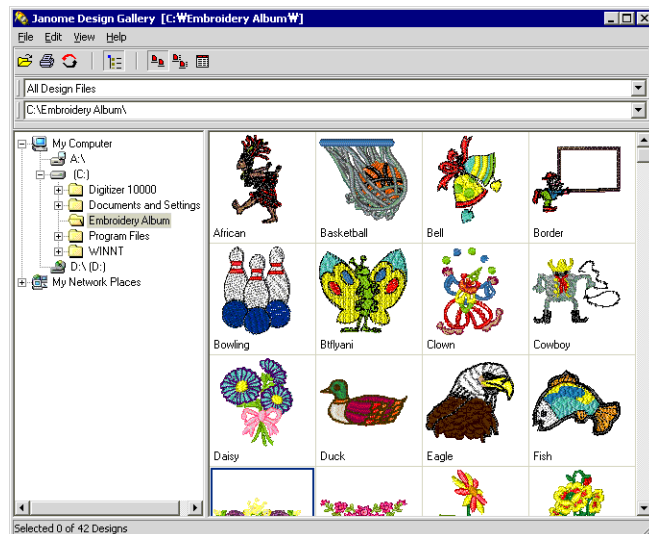 Janome Design Gallery [C:₩Embroidery Album₩]
File Edit View Help
All Design Files
C:\Embroidery Album\
My Computer
A:\
(C:)
Digitizer 10000
Documents and Settings
Embroidery Album
Program Files
WINNT
D:\ (D:)
My Network Places
African Basketball Bell Border
Bowling Btflyani Clown Cowboy
Daisy Duck Eagle Fish
Selected 0 of 42 Designs